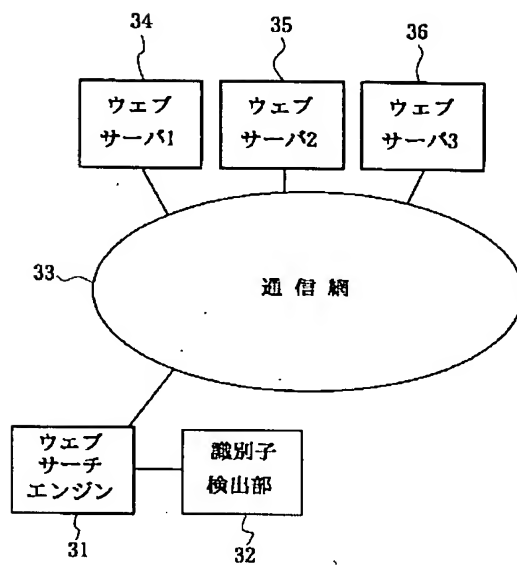 34
35
36
ウェブ
サーバ1
ウェブ
サーバ2
ウェブ
サーバ3
33
通信網
ウェブ
サーチ
エンジン
識別子
検出部
31
32